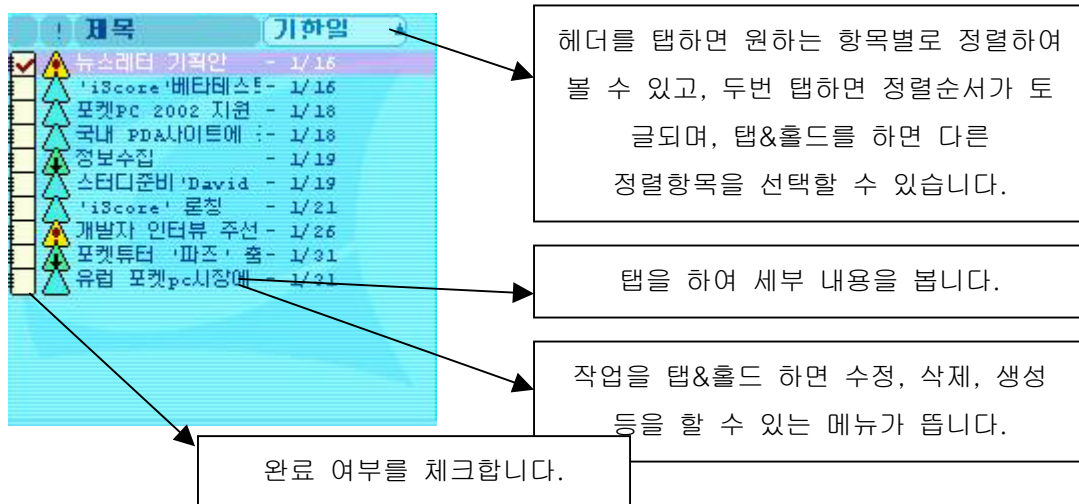 ! 제목 기한일
뉴스레터 기획안 - 1/16
'iScore'베타테스트- 1/16
포켓PC 2002 지원 - 1/18
국내 PDA사이트에 - 1/18
정보수집 - 1/19
스터디준비'David - 1/19
'iScore' 론칭 - 1/21
개발자 인터뷰 주선 - 1/26
포켓튜터 '파즈' 출- 1/31
유럽 포켓pc시장에 - 1/31
헤더를 탭하면 원하는 항목별로 정렬하여
볼 수 있고, 두번 탭하면 정렬순서가 토
글되며, 탭&홀드를 하면 다른
정렬항목을 선택할 수 있습니다.
탭을 하여 세부 내용을 봅니다.
작업을 탭&홀드 하면 수정, 삭제, 생성
등을 할 수 있는 메뉴가 뜹니다.
완료 여부를 체크합니다.